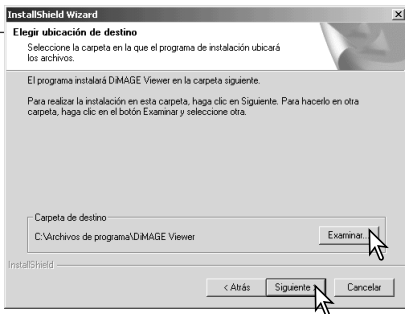 InstallShield Wizard
Elegir ubicación de destino
Seleccione la carpeta en la que el programa de instalación ubicará
los archivos.
El programa instalará DiMAGE Viewer en la carpeta siguiente.
Para realizar la instalación en esta carpeta, haga clic en Siguiente. Para hacerlo en otra
carpeta, haga clic en el botón Examinar y seleccione otra.
Carpeta de destino
C:\Archivos de programa\DiMAGE Viewer
Examinar...
InstallShield
< Atrás
Siguiente >
Cancelar